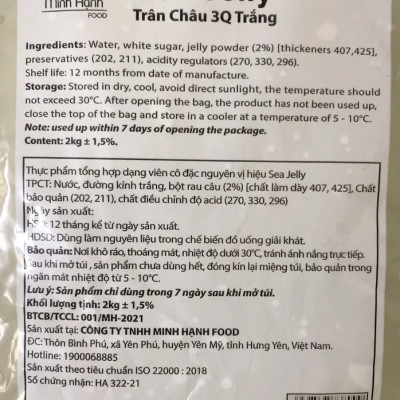 Minh Hạnh
FOOD
Trân Châu 3Q Trắng
Ingredients: Water, white sugar, jelly powder (2%) [thickeners 407,425],
preservatives (202, 211), acidity regulators (270, 330, 296).
Shelf life: 12 months from date of manufacture.
Storage: Stored in dry, cool, avoid direct sunlight, the temperature should
not exceed 30°C. After opening the bag, the product has not been used up,
close the top of the bag and store in a cooler at a temperature of 5 - 10°C.
Note: used up within 7 days of opening the package.
Content: 2kg ± 1,5%.
Thực phẩm tổng hợp dạng viên cô đặc nguyên vị hiệu Sea Jelly
TPCT: Nước, đường kính trắng, bột rau câu (2%) [chất làm dày 407, 425], Chất
bảo quản (202, 211), chất điều chỉnh độ acid (270, 330, 296)
Ngày sản xuất:
HSD: 12 tháng kể từ ngày sản xuất.
HDSD: Dùng làm nguyên liệu trong chế biến đồ uống giải khát.
Bảo quản: Nơi khô ráo, thoáng mát, nhiệt độ dưới 30°C, tránh ánh nắng trực tiếp.
Sau khi mở túi , sản phẩm chưa dùng hết, đóng kín lại miệng túi, bảo quản trong
ngăn mát nhiệt độ từ 5 - 10°C.
Lưu ý: Sản phẩm chỉ dùng trong 7 ngày sau khi mở túi.
Khối lượng tịnh: 2kg ± 1,5%
BTCB/TCCL: 001/MH-2021
Sản xuất tại: CÔNG TY TNHH MINH HẠNH FOOD
ĐC: Thôn Bình Phú, xã Yên Phú, huyện Yên Mỹ, tỉnh Hưng Yên, Việt Nam.
Hotline: 1900068885
Sản xuất theo tiêu chuẩn ISO 22000 : 2018
Số chứng nhận: HA 322-21